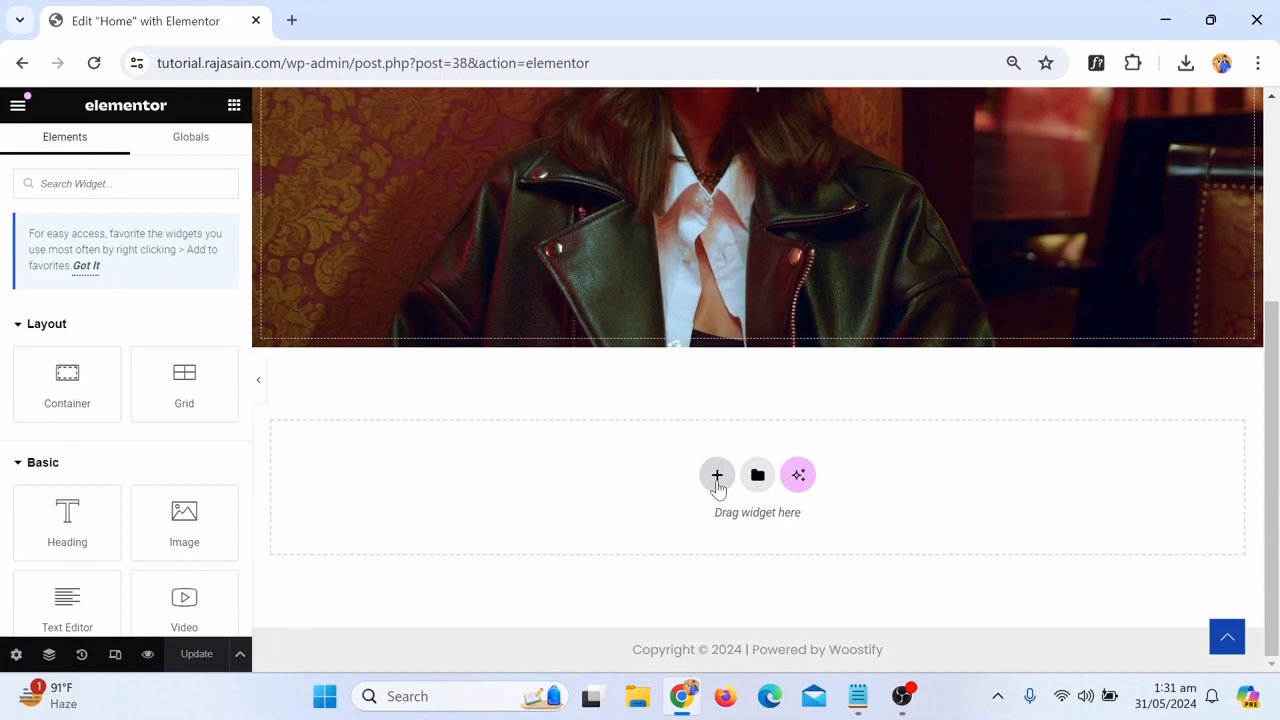 Edit "Home" with Elementor
tutorial.rajasain.com/wp-admin/post.php?post=38&action=elementor
elementor
Elements
Globals
Search Widget...
For easy access, favorite the widgets you
use most often by right clicking > Add to
favorites. Got It
Layout
Container
Grid
Basic
Heading
Image
Text Editor
Video
Update
Drag widget here
Copyright © 2024 | Powered by Woostify
1
91°F
Haze
Search
PRE
1:31 am
31/05/2024